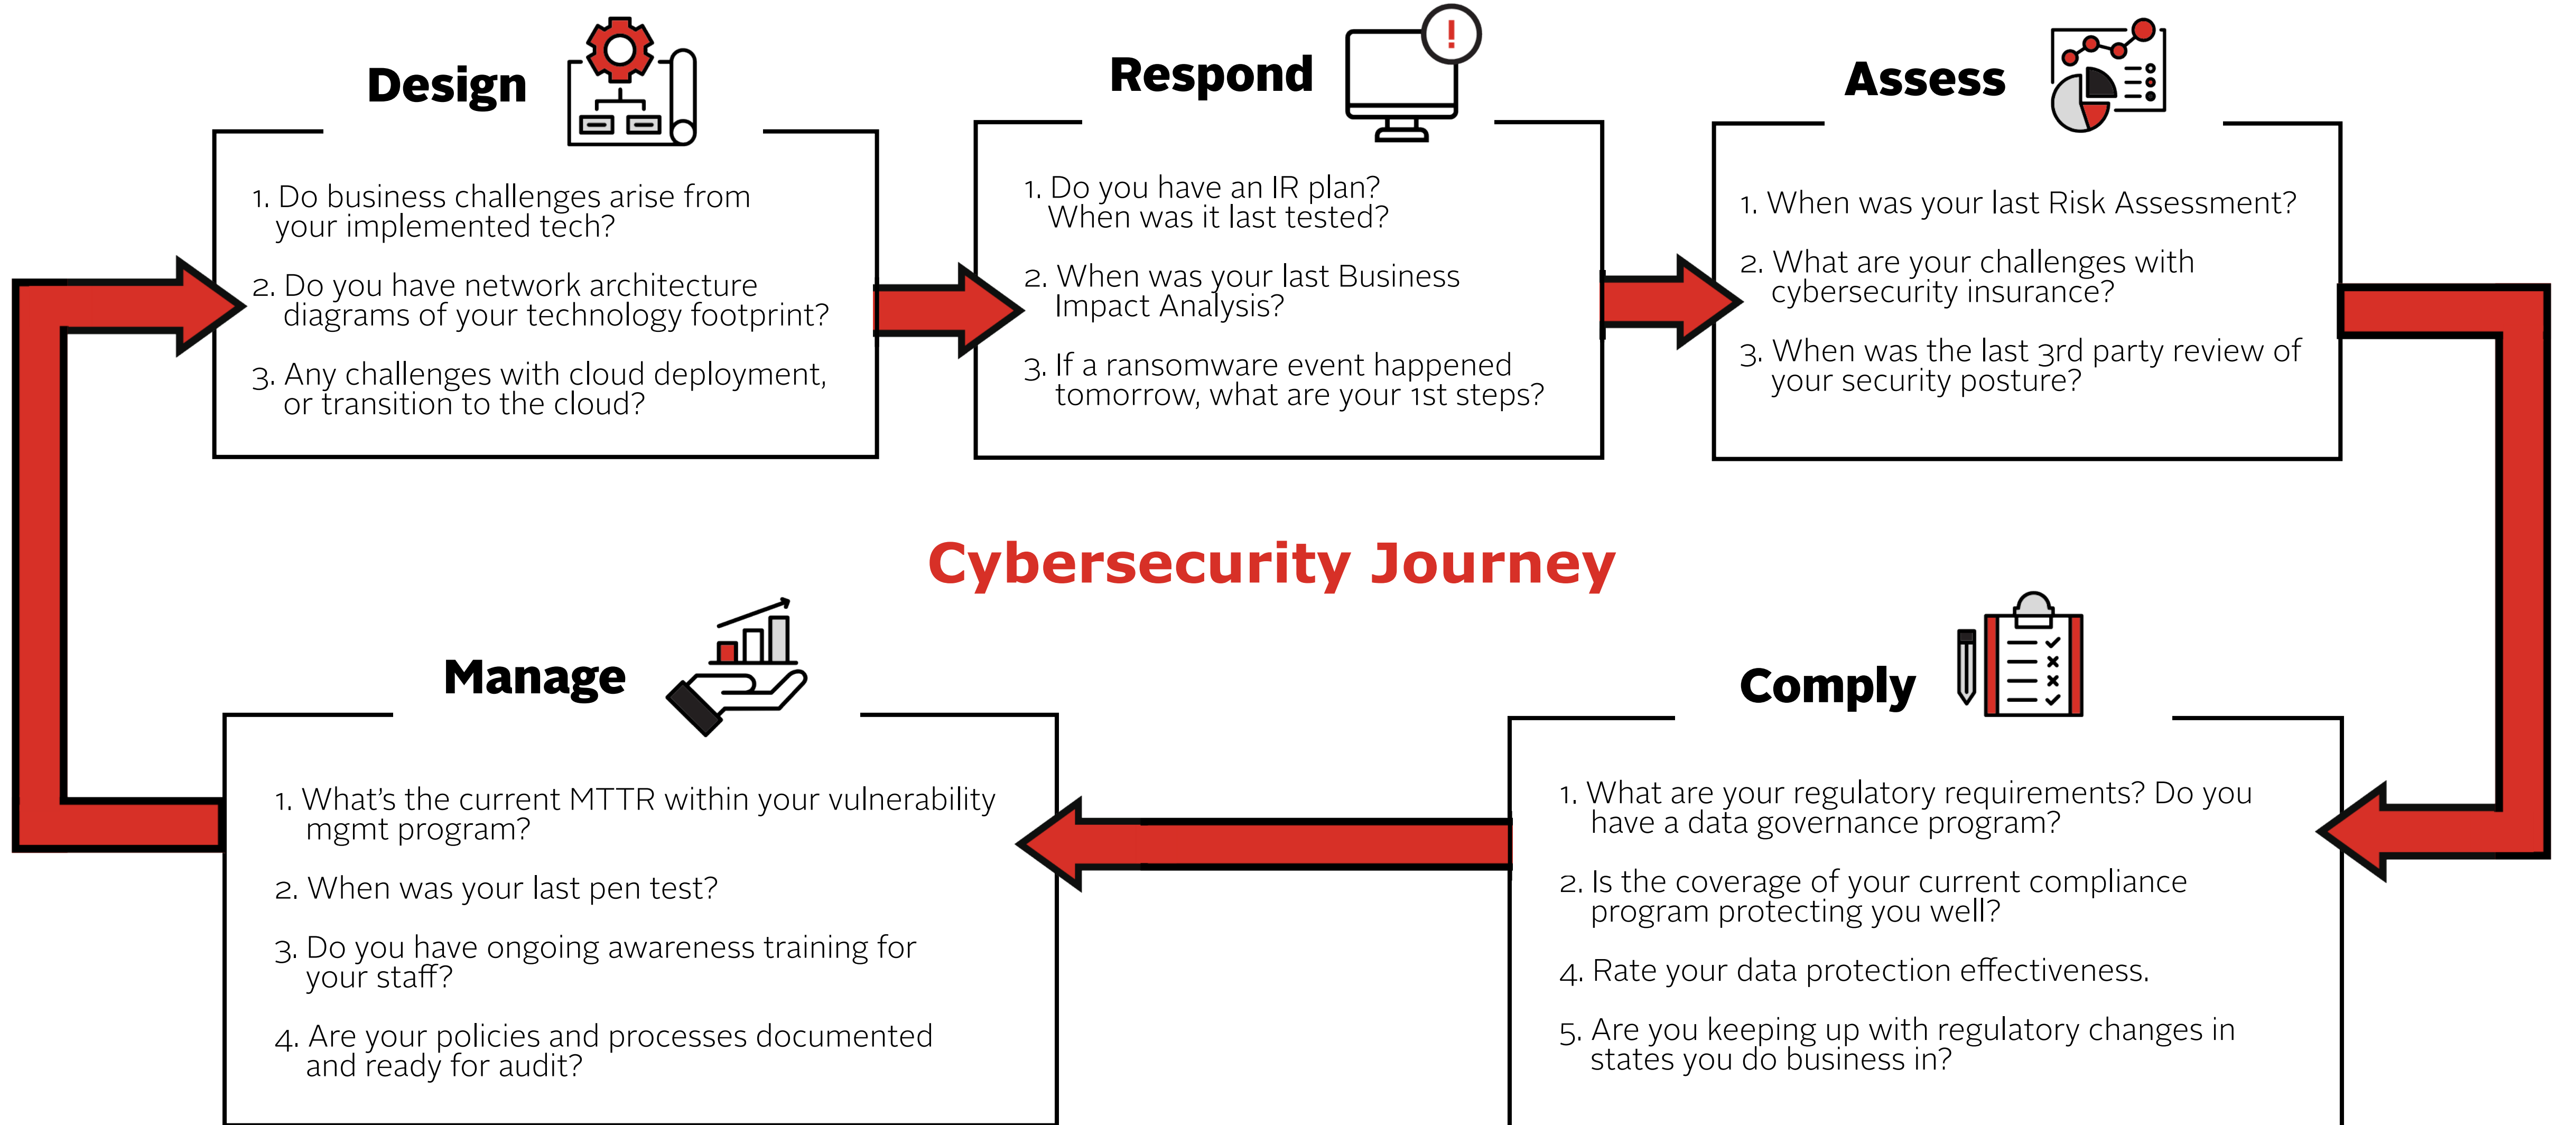 Design
1. Do business challenges arise from
your implemented tech?
2. Do you have network architecture
diagrams of your technology footprint?
3. Any challenges with cloud deployment,
or transition to the cloud?
Respond
!
1. Do you have an IR plan?
When was it last tested?
2. When was your last Business
Impact Analysis?
3. If a ransomware event happened
tomorrow, what are your 1st steps?
Assess
1. When was your last Risk Assessment?
2. What are your challenges with
cybersecurity insurance?
3. When was the last 3rd party review of
your security posture?
Cybersecurity Journey
Manage
1. What's the current MTTR within your vulnerability
mgmt program?
2. When was your last pen test?
3. Do you have ongoing awareness training for
your staff?
4. Are your policies and processes documented
and ready for audit?
Comply
1. What are your regulatory requirements? Do you
have a data governance program?
2. Is the coverage of your current compliance
program protecting you well?
4. Rate your data protection effectiveness.
5. Are you keeping up with regulatory changes in
states you do business in?